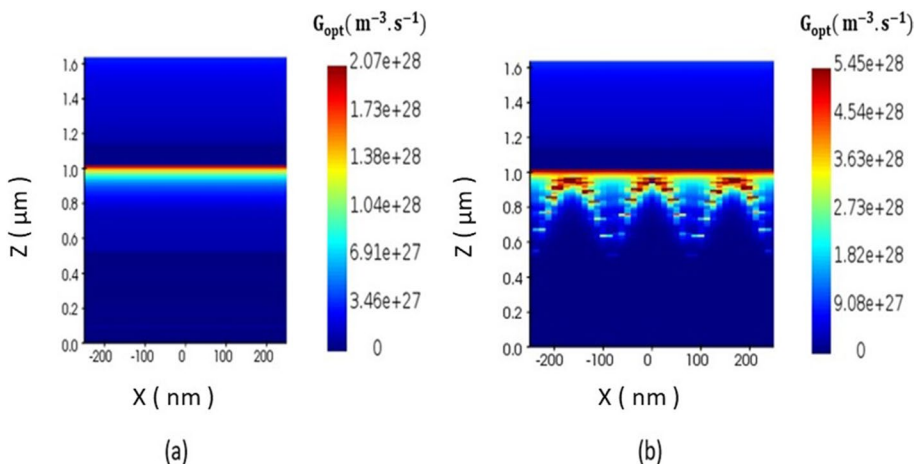 G_opt(m⁻³.s⁻¹)
2.07e+28
1.73e+28
1.38e+28
1.04e+28
6.91e+27
3.46e+27
0
1.6
1.4
1.2
1.0
0.8
0.6
0.4
0.2
0.0
Z ( μm )
-200 -100 0 100 200
X ( nm )
(a)
G_opt(m⁻³.s⁻¹)
5.45e+28
4.54e+28
3.63e+28
2.73e+28
1.82e+28
9.08e+27
0
1.6
1.4
1.2
1.0
0.8
0.6
0.4
0.2
0.0
Z ( μm )
-200 -100 0 100 200
X ( nm )
(b)